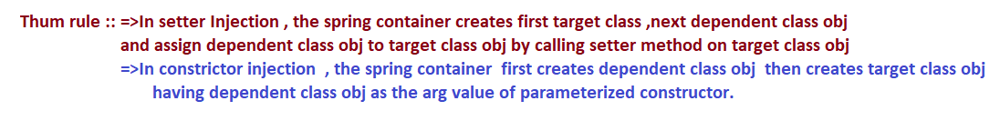 Thum rule :: =>In setter Injection , the spring container creates first target class ,next dependent class obj
and assign dependent class obj to target class obj by calling setter method on target class obj
=>In constrictor injection , the spring container first creates dependent class obj then creates target class obj
having dependent class obj as the arg value of parameterized constructor.